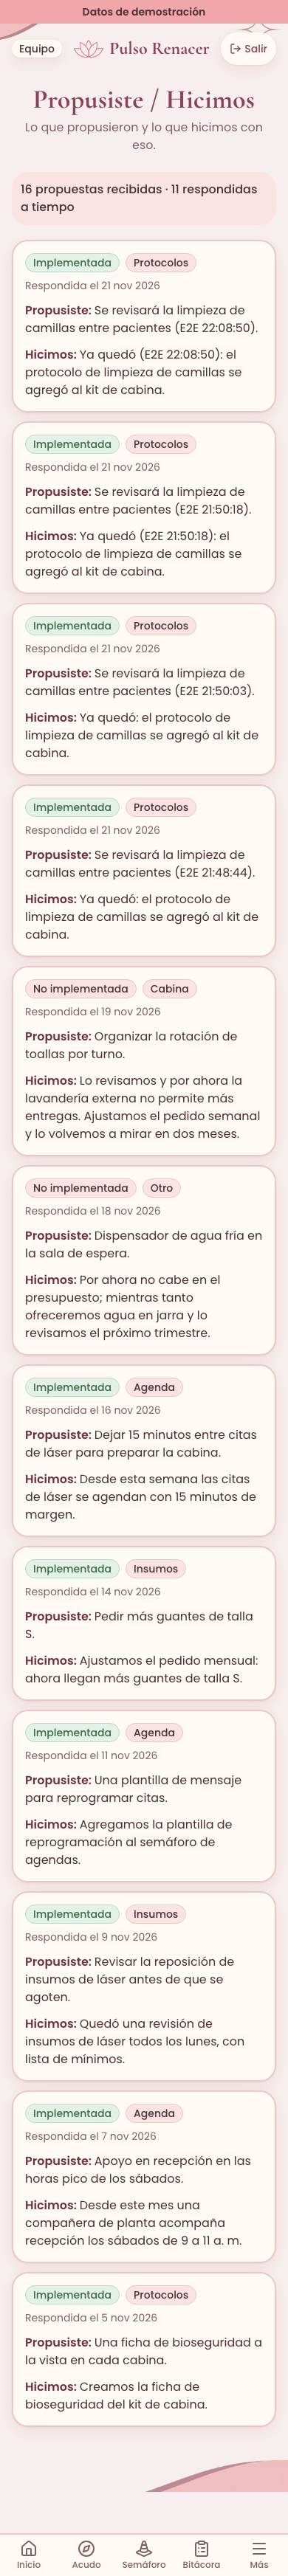 Datos de demostración
Equipo
Pulso Renacer
Salir
Propusiste / Hicimos
Lo que propusieron y lo que hicimos con
eso.
16 propuestas recibidas · 11 respondidas
a tiempo
Implementada Protocolos
Respondida el 21 nov 2026
Propusiste: Se revisará la limpieza de
camillas entre pacientes (E2E 22:08:50).
Hicimos: Ya quedó (E2E 22:08:50): el
protocolo de limpieza de camillas se
agregó al kit de cabina.
Implementada Protocolos
Respondida el 21 nov 2026
Propusiste: Se revisará la limpieza de
camillas entre pacientes (E2E 21:50:18).
Hicimos: Ya quedó (E2E 21:50:18): el
protocolo de limpieza de camillas se
agregó al kit de cabina.
Implementada Protocolos
Respondida el 21 nov 2026
Propusiste: Se revisará la limpieza de
camillas entre pacientes (E2E 21:50:03).
Hicimos: Ya quedó: el protocolo de
limpieza de camillas se agregó al kit de
cabina.
Implementada Protocolos
Respondida el 21 nov 2026
Propusiste: Se revisará la limpieza de
camillas entre pacientes (E2E 21:48:44).
Hicimos: Ya quedó: el protocolo de
limpieza de camillas se agregó al kit de
cabina.
No implementada Cabina
Respondida el 19 nov 2026
Propusiste: Organizar la rotación de
toallas por turno.
Hicimos: Lo revisamos y por ahora la
lavandería externa no permite más
entregas. Ajustamos el pedido semanal
y lo volvemos a mirar en dos meses.
No implementada Otro
Respondida el 18 nov 2026
Propusiste: Dispensador de agua fría en
la sala de espera.
Hicimos: Por ahora no cabe en el
presupuesto; mientras tanto
ofreceremos agua en jarra y lo
revisamos el próximo trimestre.
Implementada Agenda
Respondida el 16 nov 2026
Propusiste: Dejar 15 minutos entre citas
de láser para preparar la cabina.
Hicimos: Desde esta semana las citas
de láser se agendan con 15 minutos de
margen.
Implementada Insumos
Respondida el 14 nov 2026
Propusiste: Pedir más guantes de talla
S.
Hicimos: Ajustamos el pedido mensual:
ahora llegan más guantes de talla S.
Implementada Agenda
Respondida el 11 nov 2026
Propusiste: Una plantilla de mensaje
para reprogramar citas.
Hicimos: Agregamos la plantilla de
reprogramación al semáforo de
agendas.
Implementada Insumos
Respondida el 9 nov 2026
Propusiste: Revisar la reposición de
insumos de láser antes de que se
agoten.
Hicimos: Quedó una revisión de
insumos de láser todos los lunes, con
lista de mínimos.
Implementada Agenda
Respondida el 7 nov 2026
Propusiste: Apoyo en recepción en las
horas pico de los sábados.
Hicimos: Desde este mes una
compañera de planta acompaña
recepción los sábados de 9 a 11 a. m.
Implementada Protocolos
Respondida el 5 nov 2026
Propusiste: Una ficha de bioseguridad a
la vista en cada cabina.
Hicimos: Creamos la ficha de
bioseguridad del kit de cabina.
Inicio Acudo Semáforo Bitácora Más